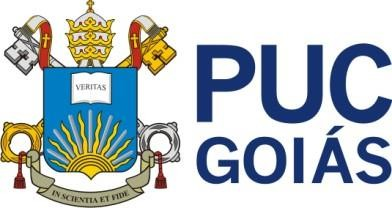 VERITAS
IN SCIENTIA ET FIDE
PUC
GOIÁS